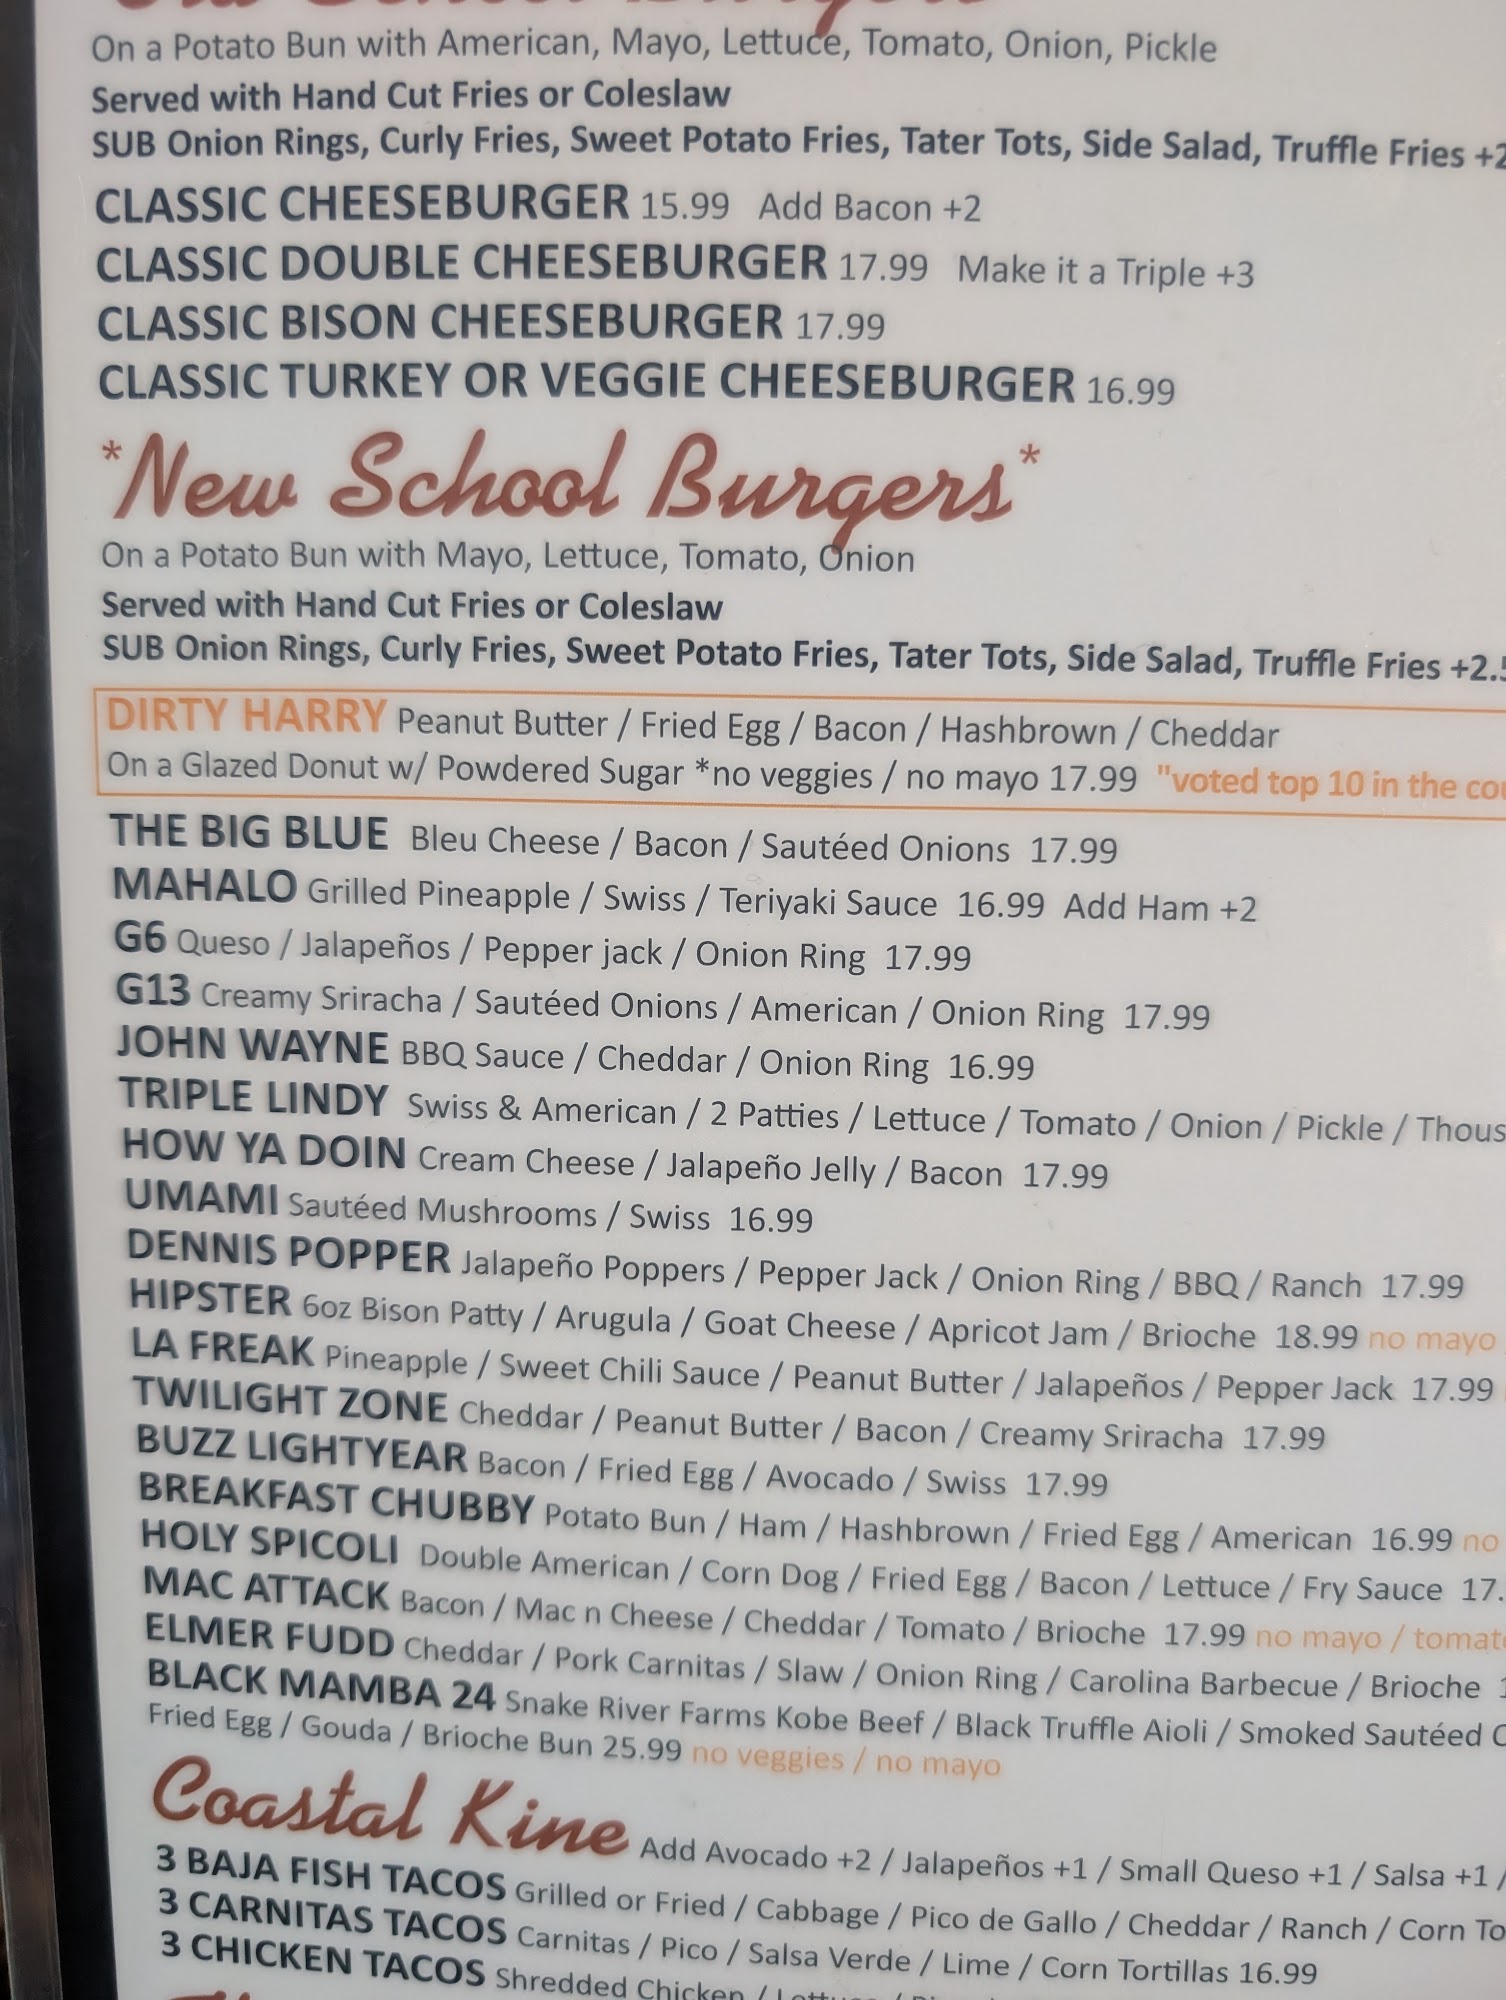 On a Potato Bun with American, Mayo, Lettuce, Tomato, Onion, Pickle
Served with Hand Cut Fries or Coleslaw
SUB Onion Rings, Curly Fries, Sweet Potato Fries, Tater Tots, Side Salad, Truffle Fries +2
CLASSIC CHEESEBURGER 15.99 Add Bacon +2
CLASSIC DOUBLE CHEESEBURGER 17.99 Make it a Triple +3
CLASSIC BISON CHEESEBURGER 17.99
CLASSIC TURKEY OR VEGGIE CHEESEBURGER 16.99
*New School Burgers*
On a Potato Bun with Mayo, Lettuce, Tomato, Onion
Served with Hand Cut Fries or Coleslaw
SUB Onion Rings, Curly Fries, Sweet Potato Fries, Tater Tots, Side Salad, Truffle Fries +2.5
DIRTY HARRY Peanut Butter / Fried Egg / Bacon / Hashbrown / Cheddar
On a Glazed Donut w/ Powdered Sugar *no veggies / no mayo 17.99 "voted top 10 in the
THE BIG BLUE Bleu Cheese / Bacon / Sautéed Onions 17.99
MAHALO Grilled Pineapple / Swiss / Teriyaki Sauce 16.99 Add Ham +2
G6 Queso / Jalapeños / Pepper jack / Onion Ring 17.99
G13 Creamy Sriracha / Sautéed Onions / American / Onion Ring 17.99
JOHN WAYNE BBQ Sauce / Cheddar / Onion Ring 16.99
TRIPLE LINDY Swiss & American / 2 Patties / Lettuce / Tomato / Onion / Pickle / Thous
HOW YA DOIN Cream Cheese / Jalapeño Jelly / Bacon 17.99
UMAMI Sautéed Mushrooms / Swiss 16.99
DENNIS POPPER Jalapeño Poppers / Pepper Jack / Onion Ring / BBQ / Ranch 17.99
HIPSTER 6oz Bison Patty / Arugula / Goat Cheese / Apricot Jam / Brioche 18.99 no mayo
LA FREAK Pineapple / Sweet Chili Sauce / Peanut Butter / Jalapeños / Pepper Jack 17.99
TWILIGHT ZONE Cheddar / Peanut Butter / Bacon / Creamy Sriracha 17.99
BUZZ LIGHTYEAR Bacon / Fried Egg / Avocado / Swiss 17.99
BREAKFAST CHUBBY Potato Bun / Ham / Hashbrown / Fried Egg / American 16.99 no
HOLY SPICOLI Double American / Corn Dog / Fried Egg / Bacon / Lettuce / Fry Sauce 17.
MAC ATTACK Bacon / Mac n Cheese / Cheddar / Tomato / Brioche 17.99 no mayo / tomat
ELMER FUDD Cheddar / Pork Carnitas / Slaw / Onion Ring / Carolina Barbecue / Brioche
BLACK MAMBA 24 Snake River Farms Kobe Beef / Black Truffle Aioli / Smoked Sautéed
Fried Egg / Gouda / Brioche Bun 25.99 no veggies / no mayo
Coastal Kine Add Avocado +2 / Jalapeños +1 / Small Queso +1 / Salsa +1 /
3 BAJA FISH TACOS Grilled or Fried / Cabbage / Pico de Gallo / Cheddar / Ranch / Corn To
3 CARNITAS TACOS Carnitas / Pico / Salsa Verde / Lime / Corn Tortillas 16.99
3 CHICKEN TACOS Shredded Chicken /